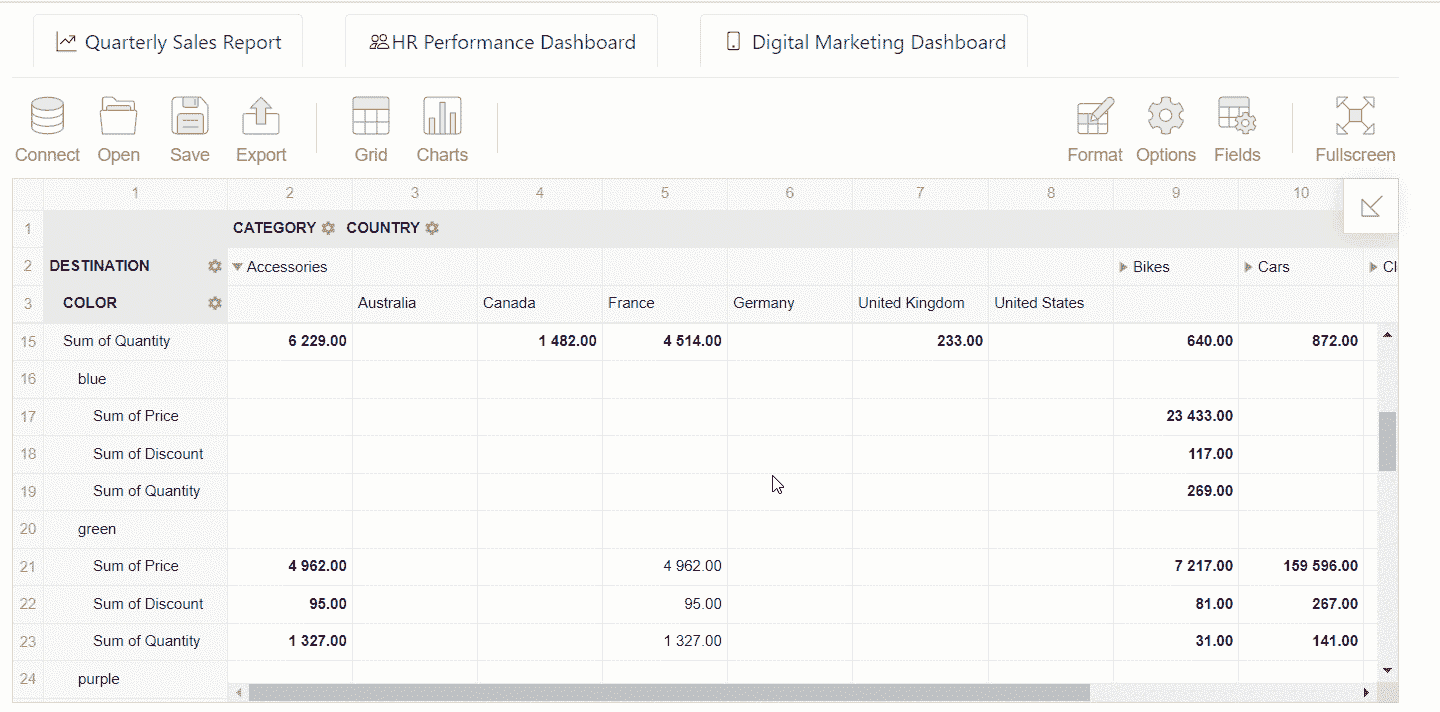 Quarterly Sales Report HR Performance Dashboard Digital Marketing Dashboard
Connect Open Save Export Grid Charts Format Options Fields Fullscreen
1 2 3 4 5 6 7 8 9 10
1 CATEGORY COUNTRY
2 DESTINATION Accessories Bikes Cars Cl
3 COLOR Australia Canada France Germany United Kingdom United States
15 Sum of Quantity 6 229.00 1 482.00 4 514.00 233.00 640.00 872.00
16 blue
17 Sum of Price 23 433.00
18 Sum of Discount 117.00
19 Sum of Quantity 269.00
20 green
21 Sum of Price 4 962.00 4 962.00 7 217.00 159 596.00
22 Sum of Discount 95.00 95.00 81.00 267.00
23 Sum of Quantity 1 327.00 1 327.00 31.00 141.00
24 purple